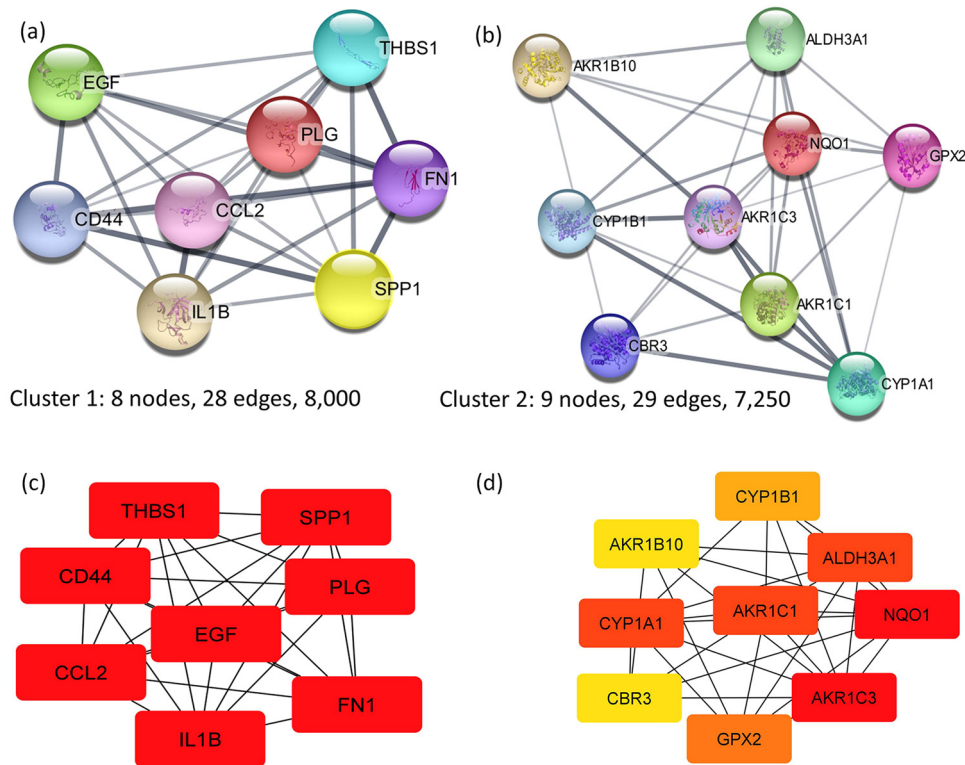 (a)
THBS1
EGF
PLG
FN1
CD44
CCL2
SPP1
IL1B
Cluster 1: 8 nodes, 28 edges, 8,000
(b)
ALDH3A1
AKR1B10
NQO1
GPX2
CYP1B1
AKR1C3
AKR1C1
CBR3
CYP1A1
Cluster 2: 9 nodes, 29 edges, 7,250
(c)
THBS1
SPP1
CD44
PLG
EGF
CCL2
FN1
IL1B
(d)
CYP1B1
AKR1B10
ALDH3A1
AKR1C1
NQO1
CYP1A1
CBR3
AKR1C3
GPX2